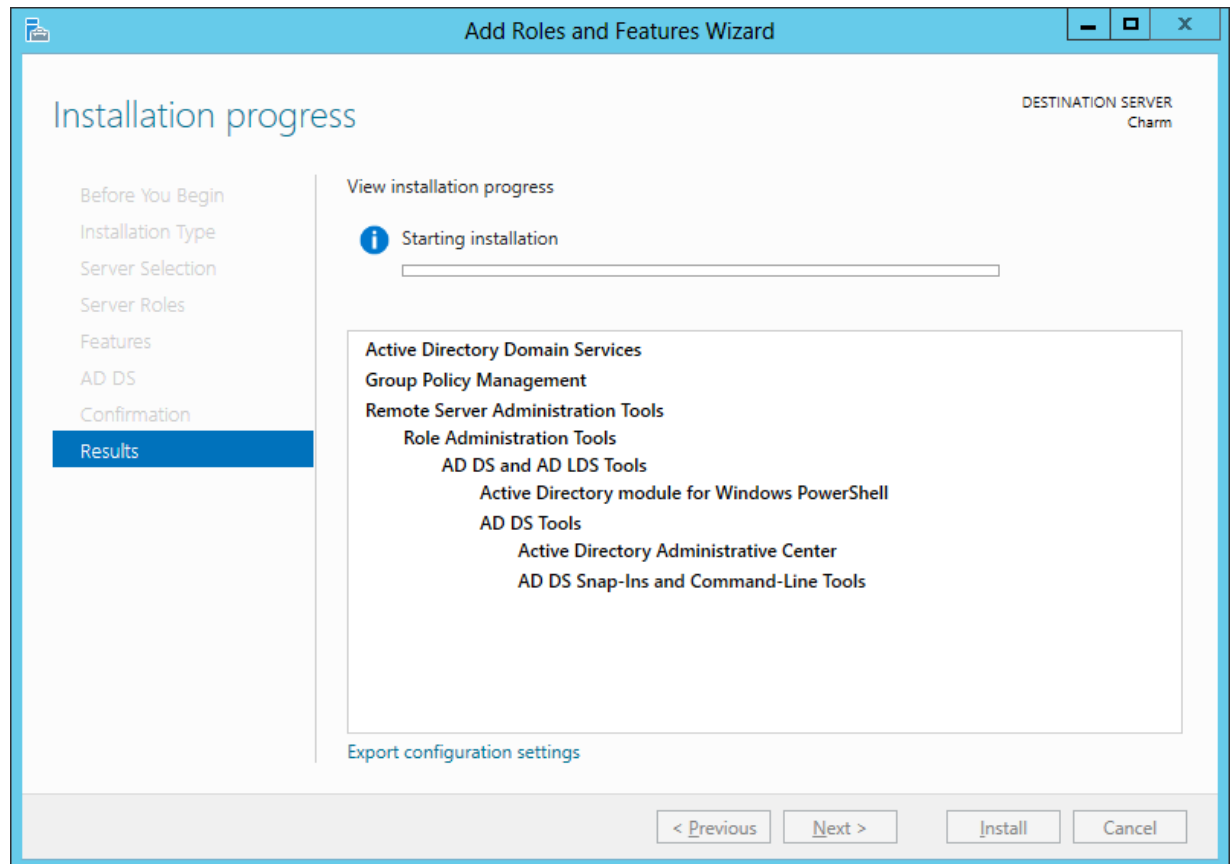 Add Roles and Features Wizard
Installation progress
DESTINATION SERVER
Charm
Before You Begin
Installation Type
Server Selection
Server Roles
Features
AD DS
Confirmation
Results
View installation progress
Starting installation
Active Directory Domain Services
Group Policy Management
Remote Server Administration Tools
Role Administration Tools
AD DS and AD LDS Tools
Active Directory module for Windows PowerShell
AD DS Tools
Active Directory Administrative Center
AD DS Snap-Ins and Command-Line Tools
Export configuration settings
< Previous Next > Install Cancel